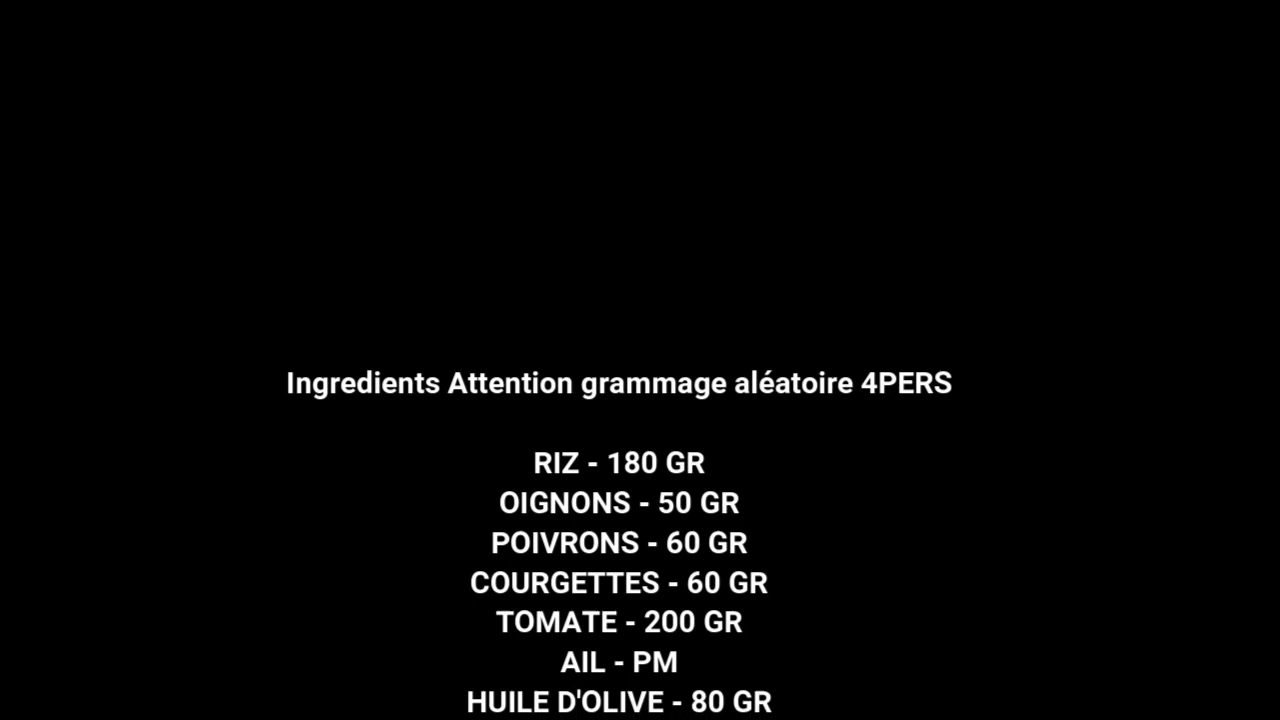 Ingredients Attention grammage aléatoire 4PERS
RIZ - 180 GR
OIGNONS - 50 GR
POIVRONS - 60 GR
COURGETTES - 60 GR
TOMATE - 200 GR
AIL - PM
HUILE D'OLIVE - 80 GR